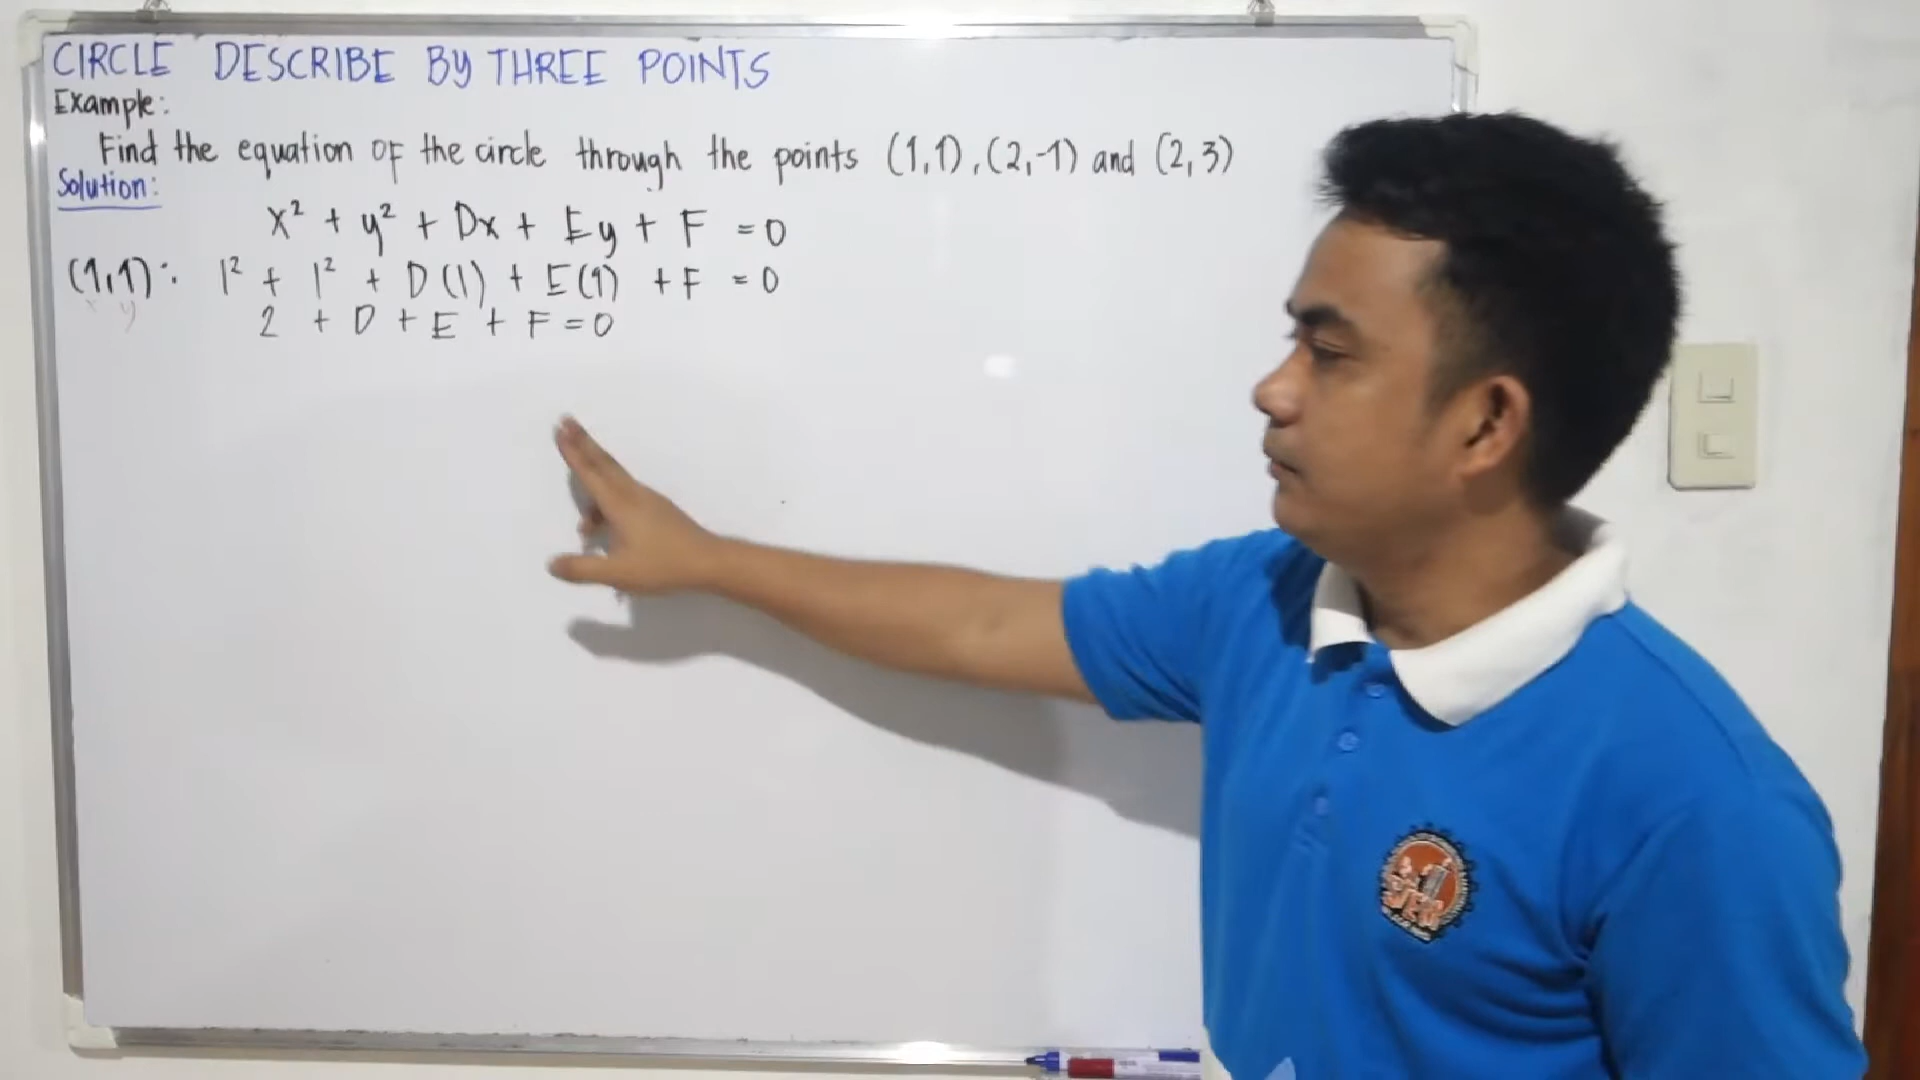 CIRCLE DESCRIBE BY THREE POINTS
Example:
Find the equation of the circle through the points (1,1), (2,-1) and (2,3)
Solution:
x² + y² + Dx + Ey + F = 0
(1,1): 1² + 1² + D(1) + E(1) + F = 0
x y
2 + D + E + F = 0